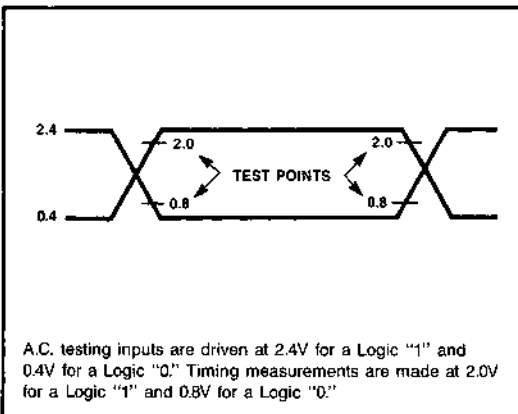 2.4
2.0
2.0
TEST POINTS
0.8
0.8
0.4
A.C. testing inputs are driven at 2.4V for a Logic "1" and
0.4V for a Logic "0." Timing measurements are made at 2.0V
for a Logic "1" and 0.8V for a Logic "0."